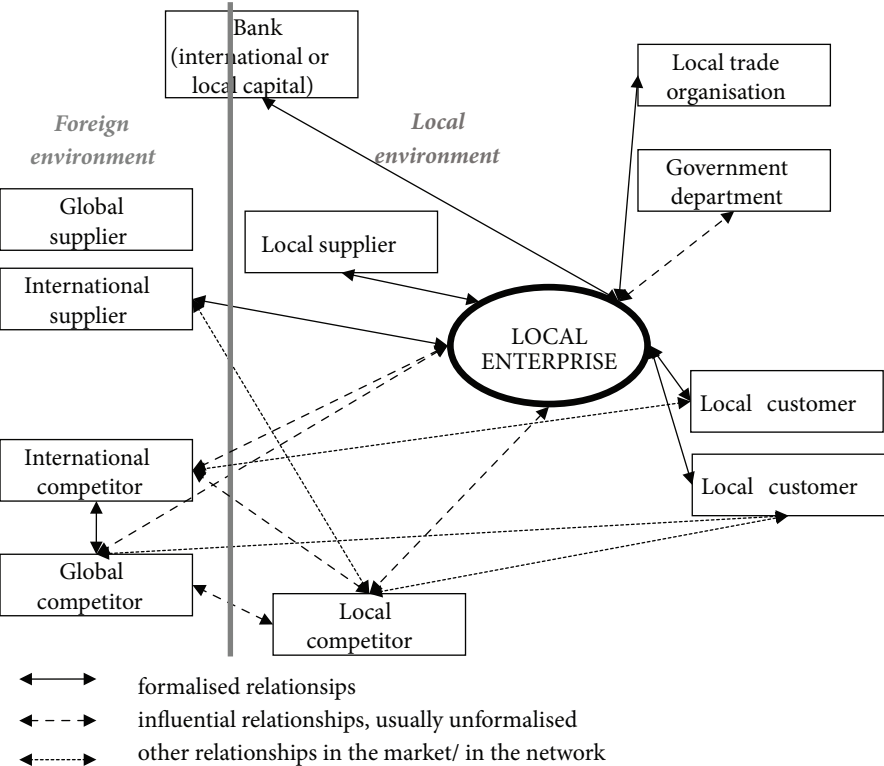 Bank
(international or
local capital)
Local trade
organisation
Foreign
environment
Local
environment
Government
department
Global
supplier
Local supplier
International
supplier
LOCAL
ENTERPRISE
Local customer
International
competitor
Local customer
Global
competitor
Local
competitor
formalised relationsips
influential relationships, usually unformalised
other relationships in the market/ in the network